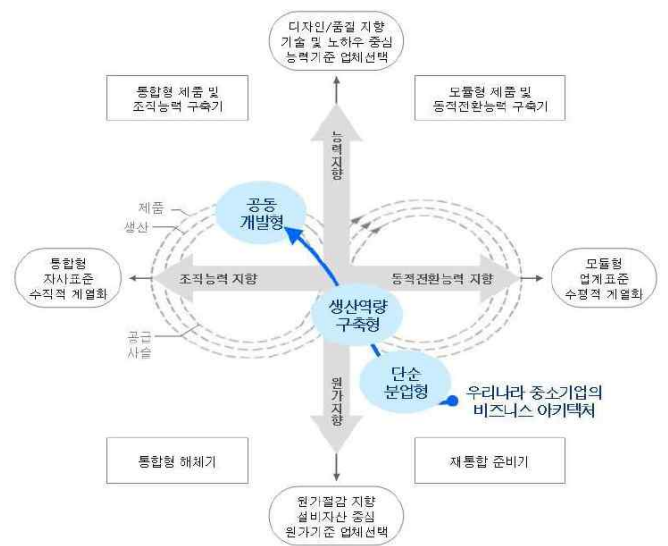 디자인/품질 지향
기술 및 노하우 중심
능력기준 업체선택
통합형 제품 및
조직능력 구축기
모듈형 제품 및
동적전환능력 구축기
능력지향
제품
생산
공동
개발형
통합형
자사표준
수직적 계열화
조직능력 지향
동적전환능력 지향
모듈형
업계표준
수평적 계열화
생산역량
구축형
공급
사슬
단순
분업형
원가지향
우리나라 중소기업의
비즈니스 아키텍처
통합형 해체기
재통합 준비기
원가절감 지향
설비자산 중심
원가기준 업체선택